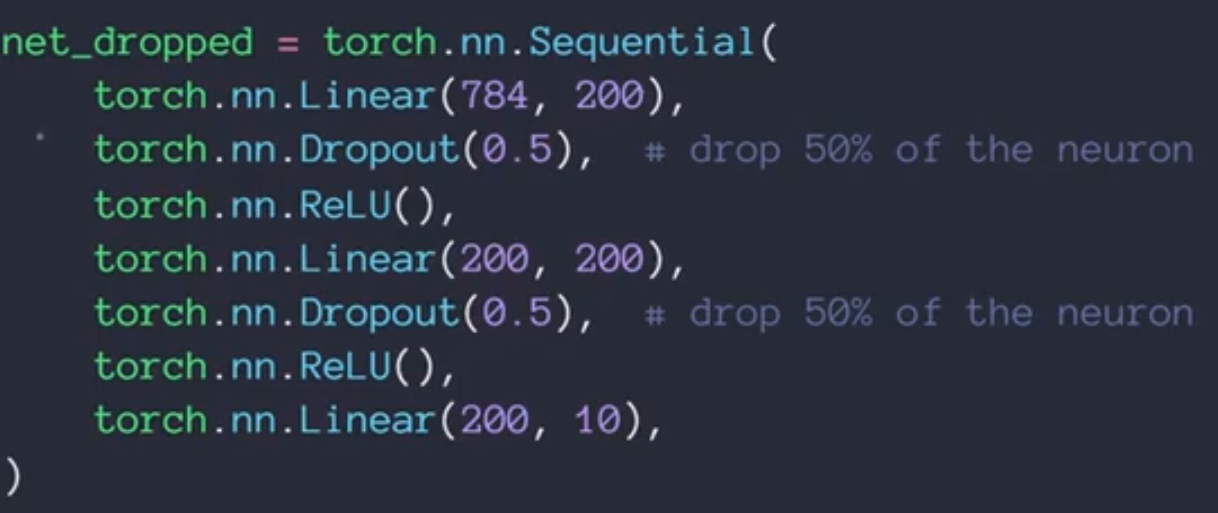 net_dropped = torch.nn.Sequential(
    torch.nn.Linear(784, 200),
    torch.nn.Dropout(0.5),  # drop 50% of the neuron
    torch.nn.ReLU(),
    torch.nn.Linear(200, 200),
    torch.nn.Dropout(0.5),  # drop 50% of the neuron
    torch.nn.ReLU(),
    torch.nn.Linear(200, 10),
)